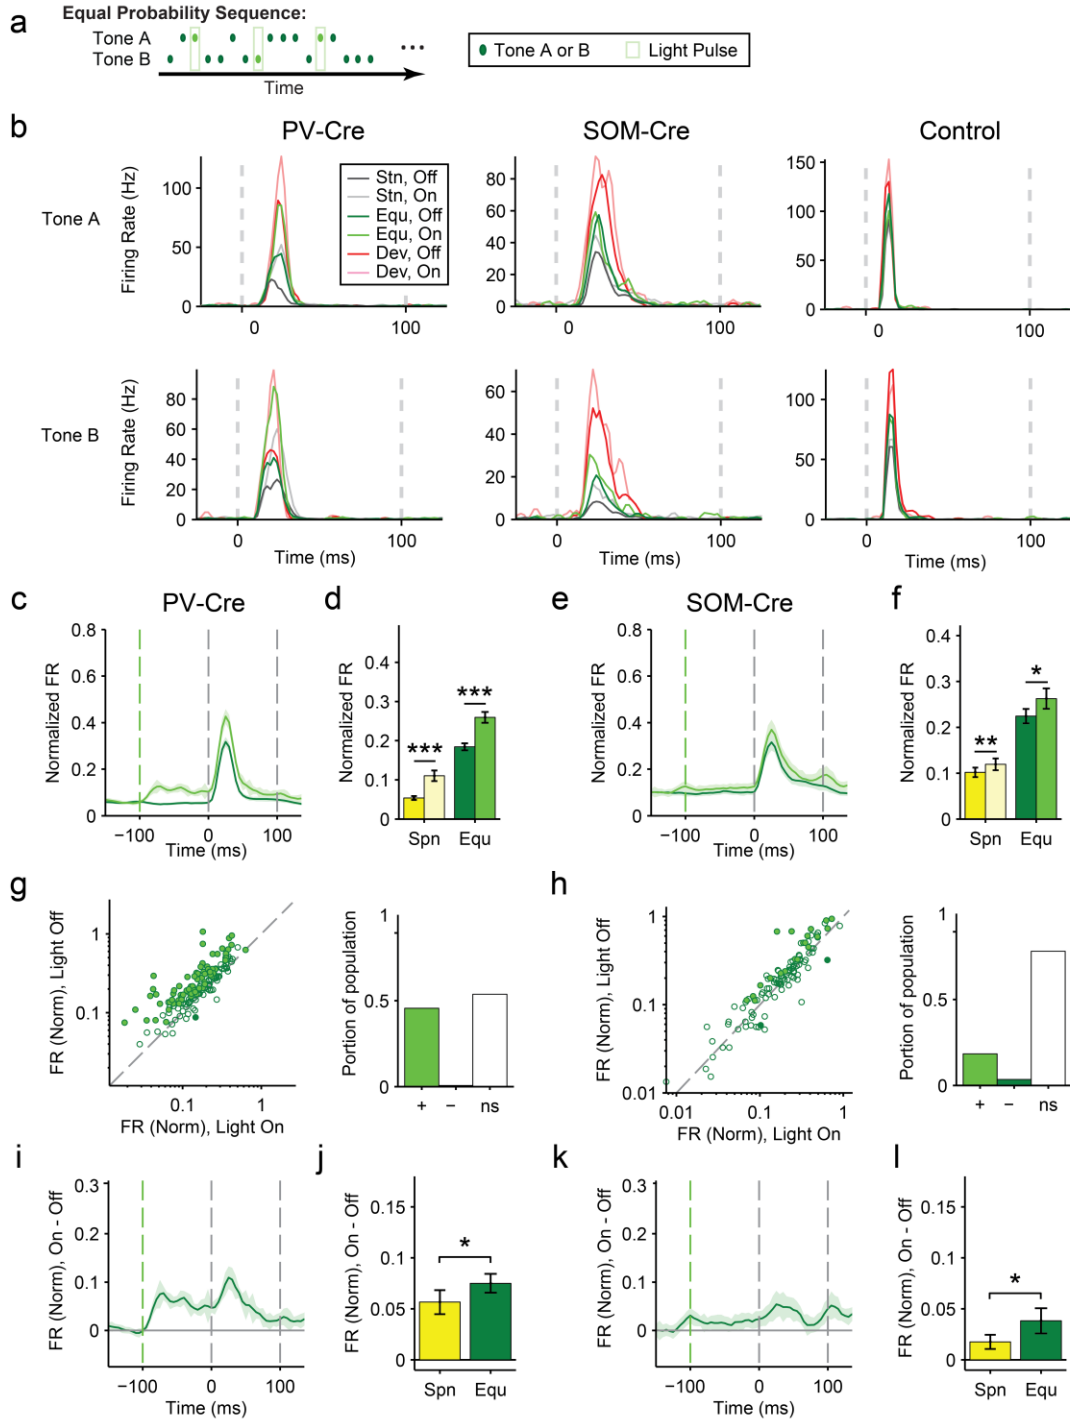 a
Equal Probability Sequence:
Tone A
Tone B
...
Time
Tone A or B
Light Pulse
b
PV-Cre
SOM-Cre
Control
Tone A
Firing Rate (Hz)
100
50
0
0
100
Stn, Off
Stn, On
Equ, Off
Equ, On
Dev, Off
Dev, On
80
60
40
20
0
0
100
150
100
50
0
0
100
Tone B
Firing Rate (Hz)
80
60
40
20
0
0
100
Time (ms)
60
40
20
0
0
100
Time (ms)
100
50
0
0
100
Time (ms)
c
PV-Cre
Normalized FR
0.8
0.6
0.4
0.2
0
−100
0
100
Time (ms)
d
Normalized FR
0.4
0.3
0.2
0.1
0
***
***
Spn
Equ
e
SOM-Cre
Normalized FR
0.8
0.6
0.4
0.2
0
−100
0
100
Time (ms)
f
Normalized FR
0.4
0.3
0.2
0.1
0
**
*
Spn
Equ
g
FR (Norm), Light Off
1
0.1
0.1
1
FR (Norm), Light On
Portion of population
1
0.5
0
+
−
ns
h
FR (Norm), Light Off
1
0.1
0.01
0.01
0.1
1
FR (Norm), Light On
Portion of population
1
0.5
0
+
−
ns
i
FR (Norm), On - Off
0.3
0.2
0.1
0
−100
0
100
Time (ms)
j
FR (Norm), On - Off
0.15
0.1
0.05
0
*
Spn
Equ
k
FR (Norm), On - Off
0.3
0.2
0.1
0
−100
0
100
Time (ms)
l
FR (Norm), On - Off
0.15
0.1
0.05
0
*
Spn
Equ